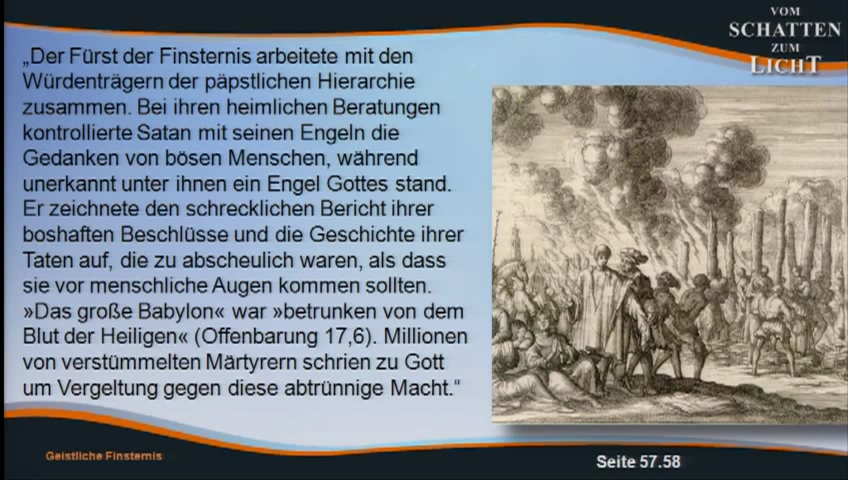 VOM
SCHATTEN
ZUM
LICHT
„Der Fürst der Finsternis arbeitete mit den
Würdenträgern der päpstlichen Hierarchie
zusammen. Bei ihren heimlichen Beratungen
kontrollierte Satan mit seinen Engeln die
Gedanken von bösen Menschen, während
unerkannt unter ihnen ein Engel Gottes stand.
Er zeichnete den schrecklichen Bericht ihrer
boshaften Beschlüsse und die Geschichte ihrer
Taten auf, die zu abscheulich waren, als dass
sie vor menschliche Augen kommen sollten.
»Das große Babylon« war »betrunken von dem
Blut der Heiligen« (Offenbarung 17,6). Millionen
von verstümmelten Märtyrern schrien zu Gott
um Vergeltung gegen diese abtrünnige Macht.“
Geistliche Finsternis
Seite 57.58